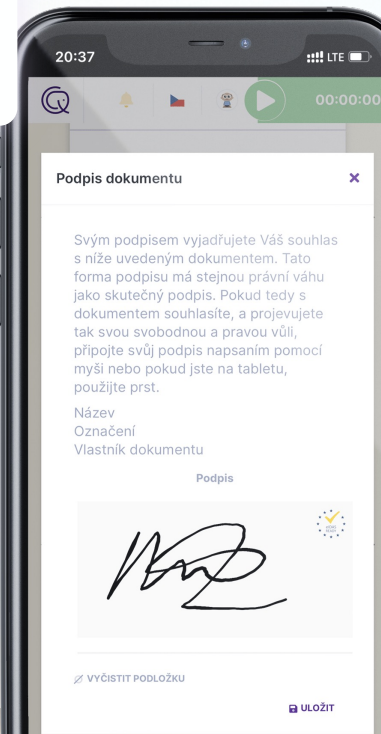 20:37
LTE
00:00:00
Podpis dokumentu
Svým podpisem vyjadřujete Váš souhlas
s níže uvedeným dokumentem. Tato
forma podpisu má stejnou právní váhu
jako skutečný podpis. Pokud tedy s
dokumentem souhlasíte, a projevujete
tak svou svobodnou a pravou vůli,
připojte svůj podpis napsaním pomocí
myši nebo pokud jste na tabletu,
použijte prst.
Název
Označení
Vlastník dokumentu
Podpis
VYČISTIT PODLOŽKU
ULOŽIT